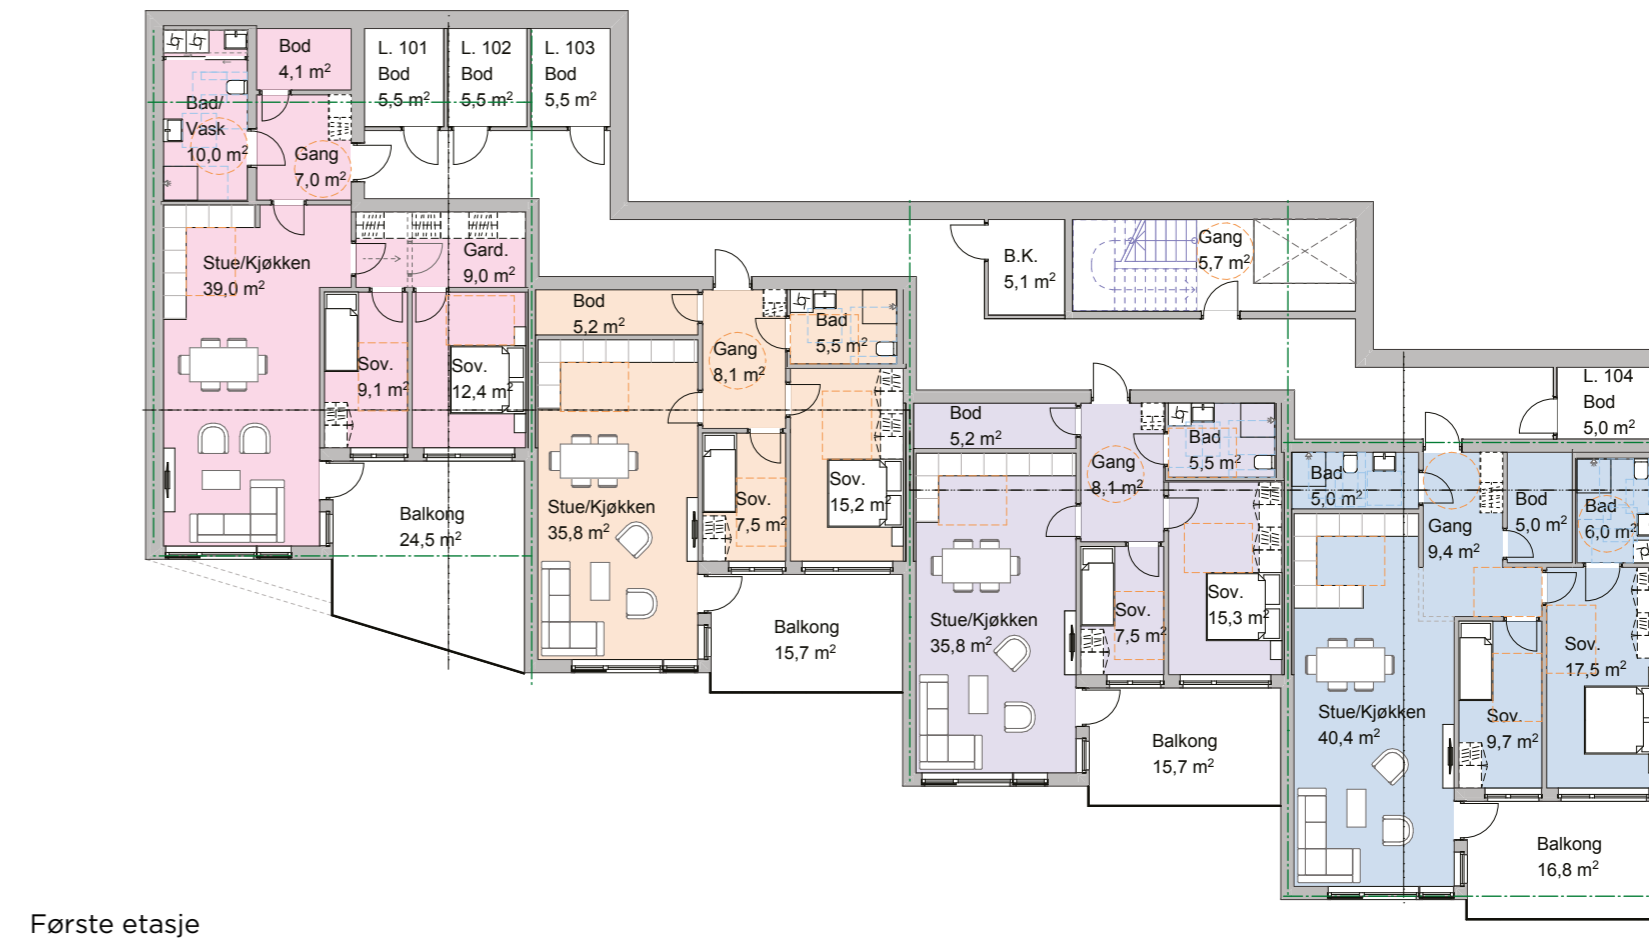 Bod
4,1 m²
L. 101
Bod
5,5 m²
L. 102
Bod
5,5 m²
L. 103
Bod
5,5 m²
Bad/
Vask
10,0 m²
Gang
7,0 m²
Stue/Kjøkken
39,0 m²
Gard.
9,0 m²
Sov.
9,1 m²
Sov.
12,4 m²
Balkong
24,5 m²
Bod
5,2 m²
Gang
8,1 m²
Bad
5,5 m²
Stue/Kjøkken
35,8 m²
Sov.
7,5 m²
Sov.
15,2 m²
Balkong
15,7 m²
B.K.
5,1 m²
Gang
5,7 m²
Bod
5,2 m²
Gang
8,1 m²
Bad
5,5 m²
Stue/Kjøkken
35,8 m²
Sov.
7,5 m²
Sov.
15,3 m²
Balkong
15,7 m²
L. 104
Bod
5,0 m²
Bad
5,0 m²
Gang
9,4 m²
Bod
5,0 m²
Bad
6,0 m²
Stue/Kjøkken
40,4 m²
Sov.
9,7 m²
Sov.
17,5 m²
Balkong
16,8 m²
Første etasje